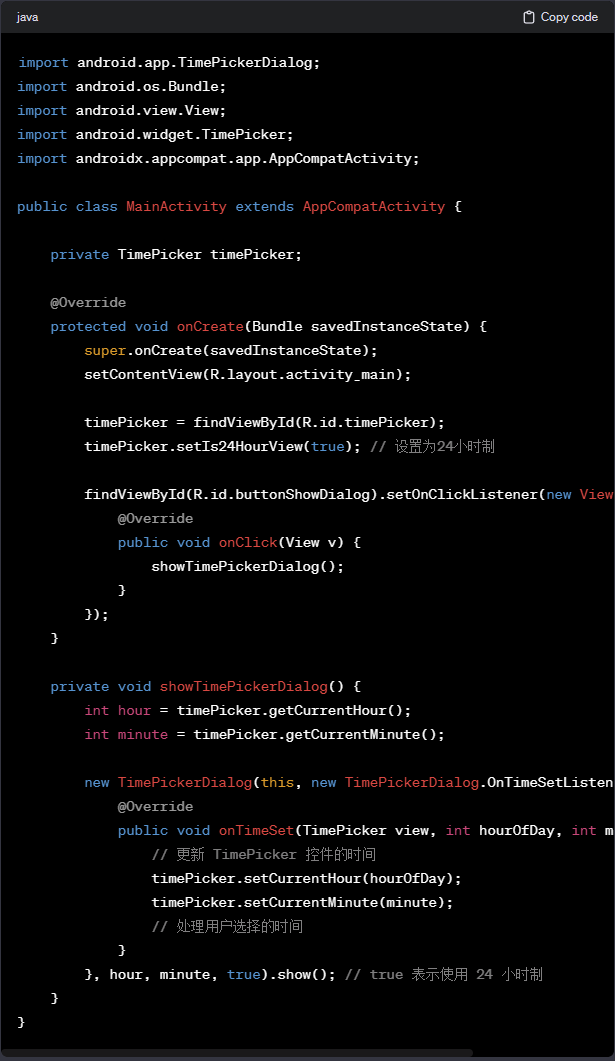 java
Copy code
import android.app.TimePickerDialog;
import android.os.Bundle;
import android.view.View;
import android.widget.TimePicker;
import androidx.appcompat.app.AppCompatActivity;
public class MainActivity extends AppCompatActivity {
private TimePicker timePicker;
@Override
protected void onCreate(Bundle savedInstanceState) {
super.onCreate(savedInstanceState);
setContentView(R.layout.activity_main);
timePicker = findViewById(R.id.timePicker);
timePicker.setIs24HourView(true); // 设置为24小时制
findViewById(R.id.buttonShowDialog).setOnClickListener(new View
@Override
public void onClick(View v) {
showTimePickerDialog();
}
});
}
private void showTimePickerDialog() {
int hour = timePicker.getCurrentHour();
int minute = timePicker.getCurrentMinute();
new TimePickerDialog(this, new TimePickerDialog.OnTimeSetListen
@Override
public void onTimeSet(TimePicker view, int hourOfDay, int m
// 更新 TimePicker 控件的时间
timePicker.setCurrentHour(hourOfDay);
timePicker.setCurrentMinute(minute);
// 处理用户选择的时间
}
}, hour, minute, true).show(); // true 表示使用 24 小时制
}
}